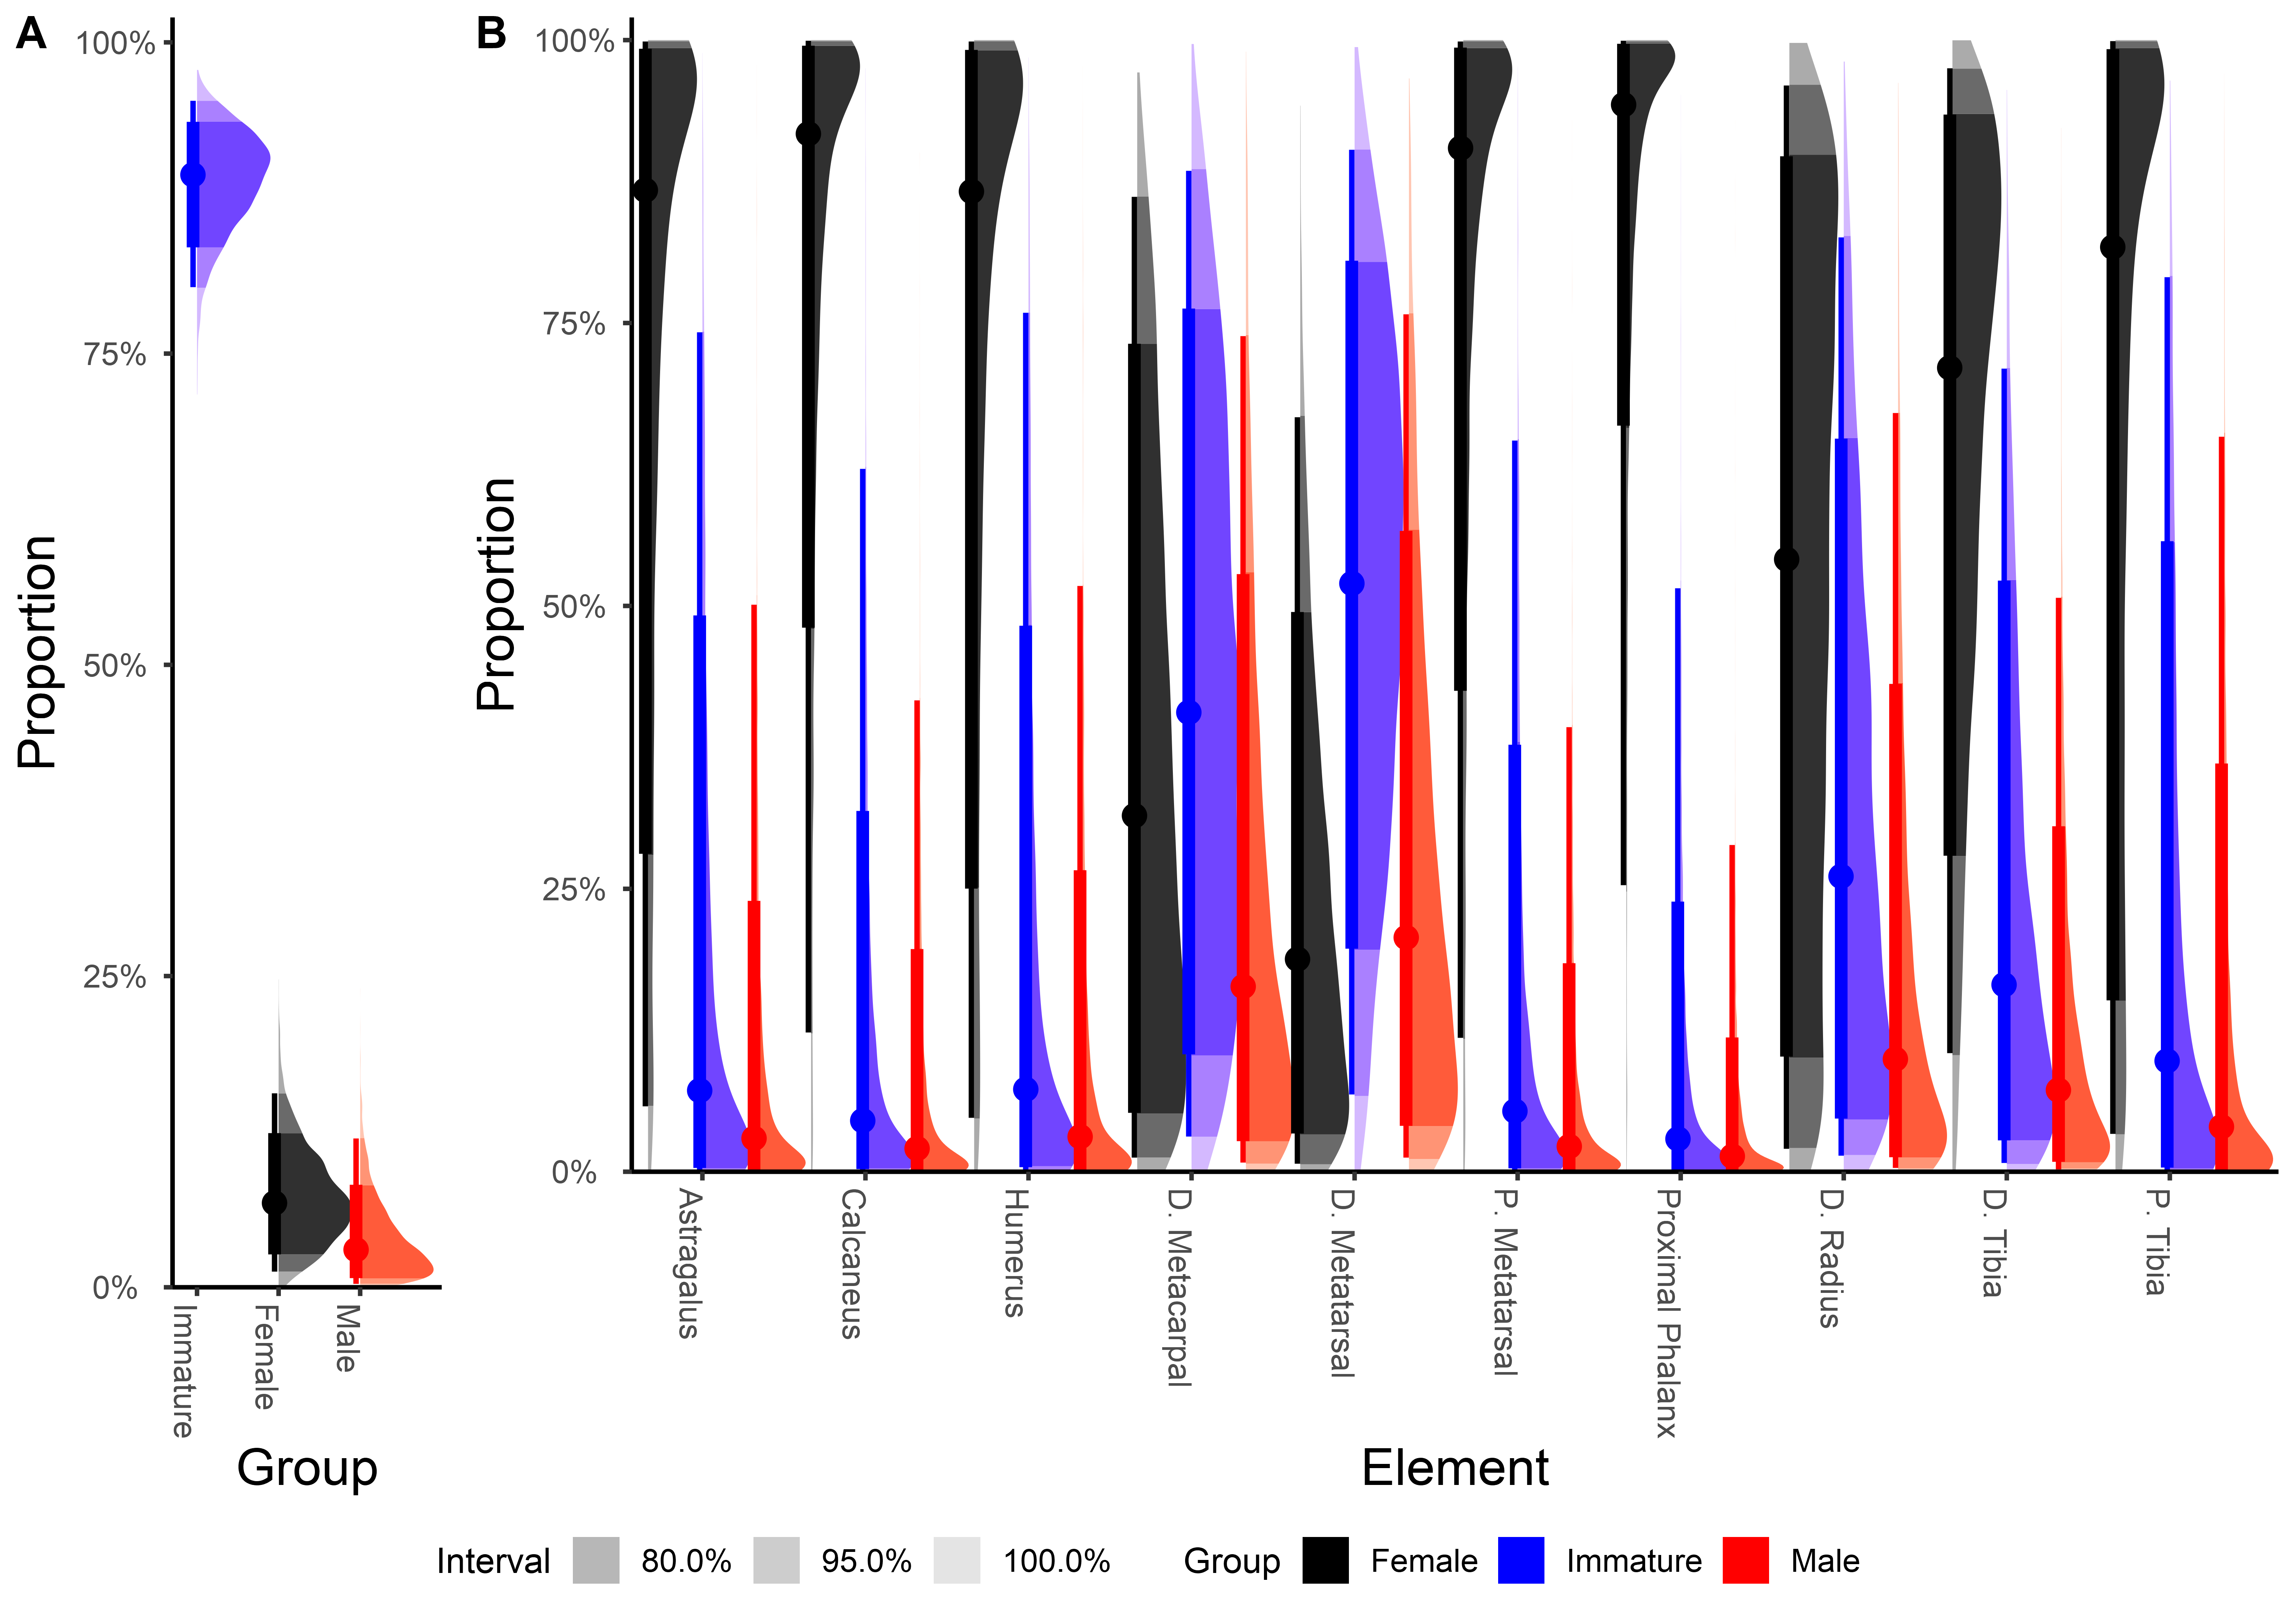 A
100%
75%
50%
25%
0%
Proportion
Immature
Female
Male
Group
B
100%
75%
50%
25%
0%
Proportion
Astragalus
Calcaneus
Humerus
D. Metacarpal
D. Metatarsal
P. Metatarsal
Proximal Phalanx
D. Radius
D. Tibia
P. Tibia
Element
Interval 80.0% 95.0% 100.0% Group Female Immature Male